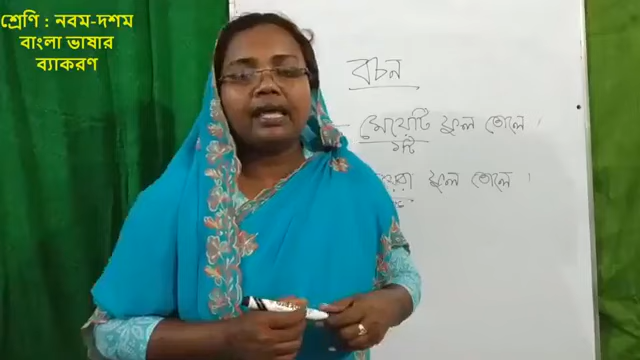 শ্রেণি : নবম-দশম
বাংলা ভাষার
ব্যাকরণ
বচন
মেয়েটি ফুল তোলে ।
১টি
ফুল তোলে ।